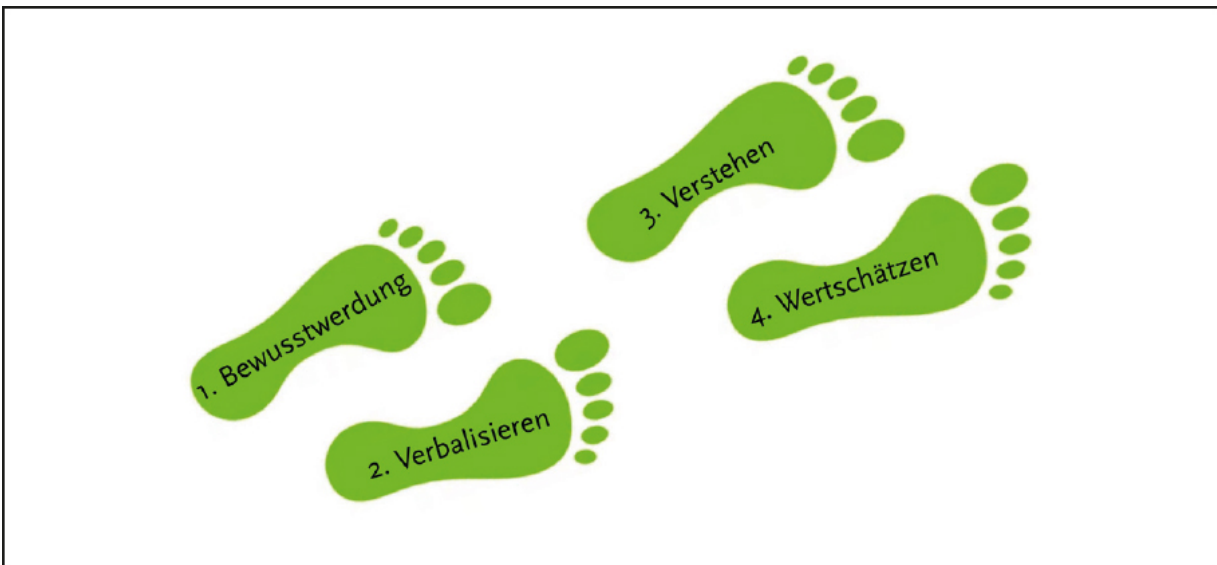 1. Bewusstwerdung
2. Verbalisieren
3. Verstehen
4. Wertschätzen